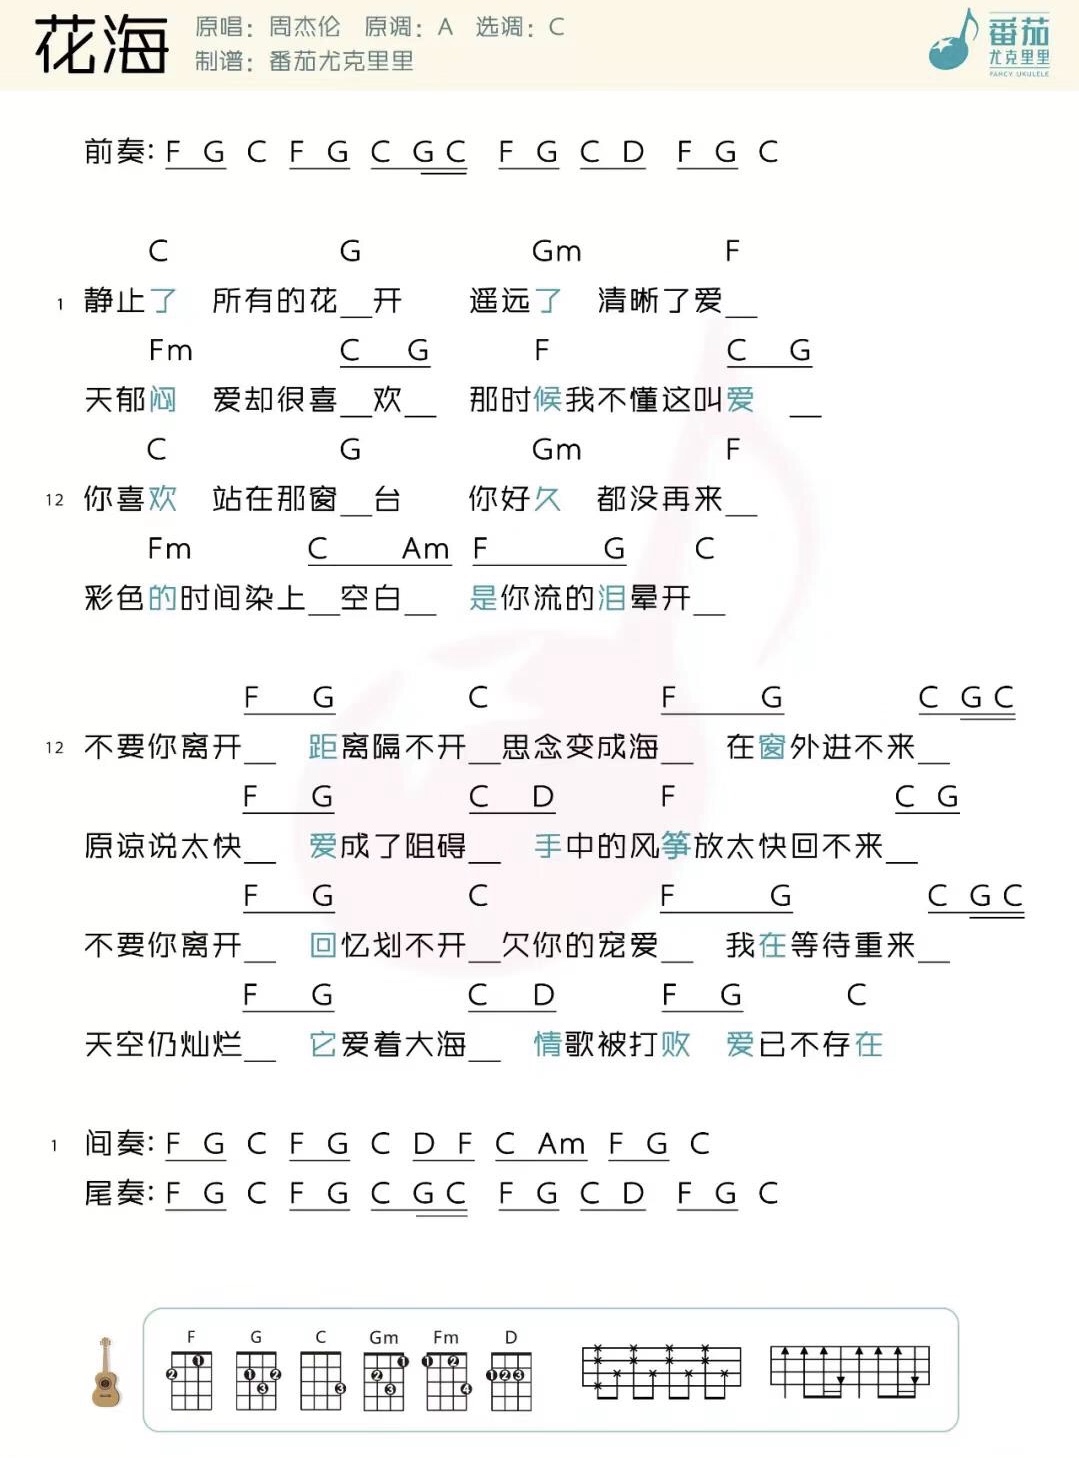 花海
原唱：周杰伦 原调：A 选调：C
制谱：番茄尤克里里
番茄
尤克里里
FANCY UKULELE
前奏: F G C F G C G C F G C D F G C
C G Gm F
1 静止了 所有的花__开 遥远了 清晰了爱__
Fm C G F C G
天郁闷 爱却很喜__欢__ 那时候我不懂这叫爱 __
C G Gm F
12 你喜欢 站在那窗__台 你好久 都没再来__
Fm C Am F G C
彩色的时间染上__空白__ 是你流的泪晕开__
F G C F G C G C
12 不要你离开__ 距离隔不开__思念变成海__ 在窗外进不来__
F G C D F C G
原谅说太快__ 爱成了阻碍__ 手中的风筝放太快回不来__
F G C F G C G C
不要你离开__ 回忆划不开__欠你的宠爱__ 我在等待重来__
F G C D F G C
天空仍灿烂__ 它爱着大海__ 情歌被打败 爱已不存在
1 间奏: F G C F G C D F C Am F G C
尾奏: F G C F G C G C F G C D F G C
F G C Gm Fm D